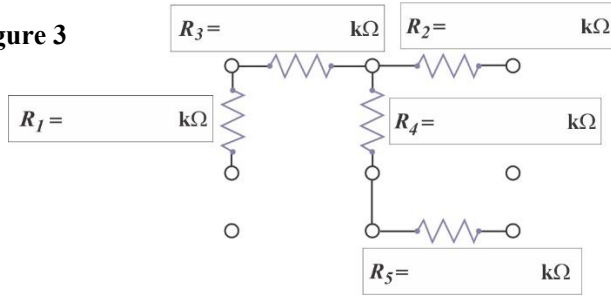 gure 3
R3= kΩ
R2= kΩ
R1= kΩ
R4= kΩ
R5= kΩ